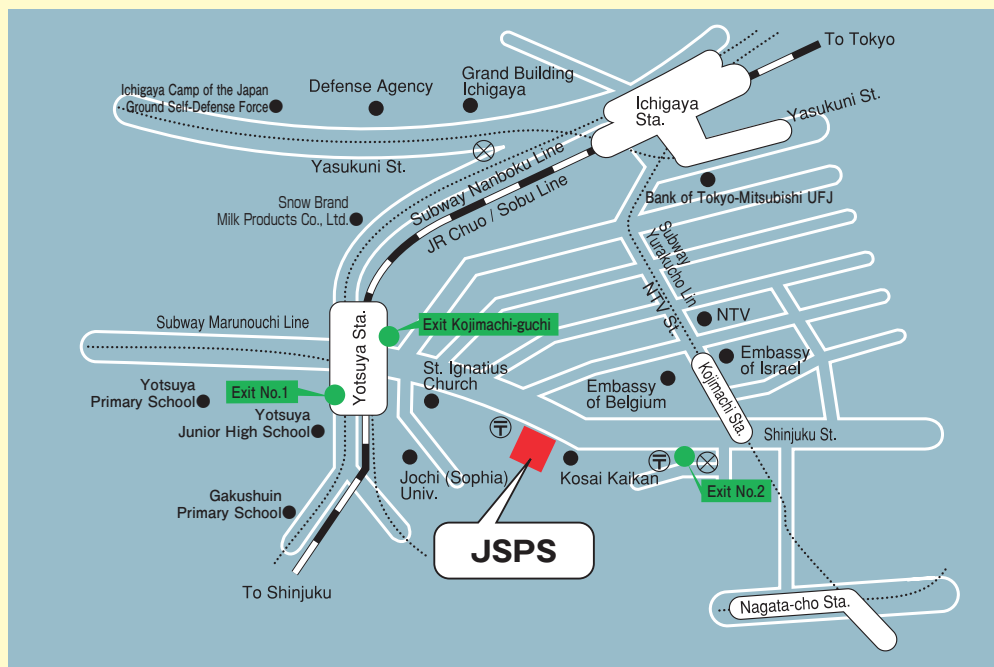 To Tokyo
Grand Building
Ichigaya
Defense Agency
Ichigaya Camp of the Japan
Ground Self-Defense Force
Ichigaya
Sta.
Yasukuni St.
Yasukuni St.
Subway Nanboku Line
JR Chuo / Sobu Line
Bank of Tokyo-Mitsubishi UFJ
Snow Brand
Milk Products Co., Ltd.
Subway
Yurakucho Lin
NTV St.
NTV
Subway Marunouchi Line
Yotsuya Sta.
Exit Kojimachi-guchi
Embassy
of Israel
Kojimachi Sta.
St. Ignatius
Church
Embassy
of Belgium
Exit No.1
Yotsuya
Primary School
Yotsuya
Junior High School
Shinjuku St.
〒
Jochi (Sophia)
Univ.
Kosai Kaikan
〒
Exit No.2
Gakushuin
Primary School
JSPS
To Shinjuku
Nagata-cho Sta.